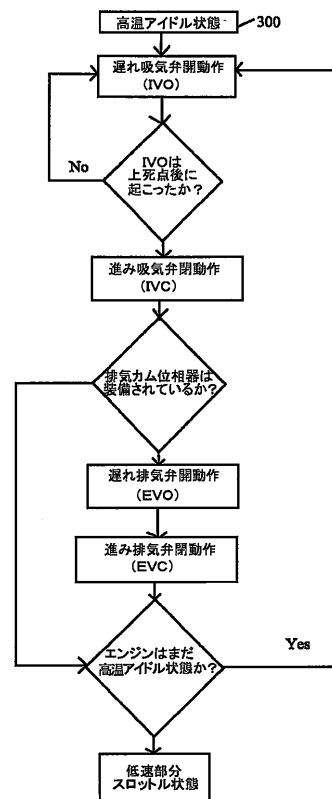 高温アイドル状態
300
遅れ吸気弁開動作
(IVO)
No
IVOは
上死点後に
起こったか?
進み吸気弁閉動作
(IVC)
排気カム位相器は
装備されているか?
遅れ排気弁開動作
(EVO)
進み排気弁閉動作
(EVC)
エンジンはまだ
高温アイドル状態か?
Yes
低速部分
スロットル状態